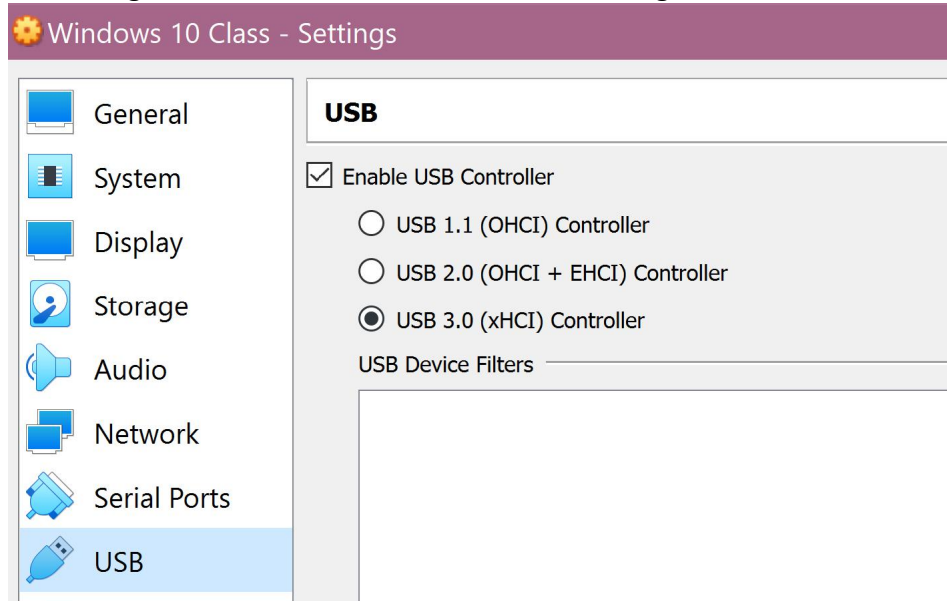 Windows 10 Class - Settings
General
System
Display
Storage
Audio
Network
Serial Ports
USB
USB
Enable USB Controller
USB 1.1 (OHCI) Controller
USB 2.0 (OHCI + EHCI) Controller
USB 3.0 (xHCI) Controller
USB Device Filters